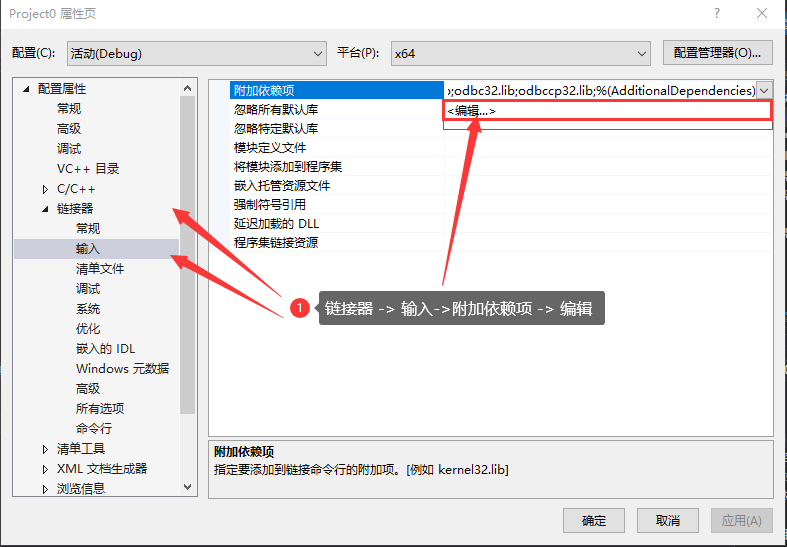 Project0 属性页
配置(C): 活动(Debug) 平台(P): x64 配置管理器(O)...
配置属性
常规
高级
调试
VC++ 目录
C/C++
链接器
常规
输入
清单文件
调试
系统
优化
嵌入的 IDL
Windows 元数据
高级
所有选项
命令行
清单工具
XML 文档生成器
浏览信息
附加依赖项 ;odbc32.lib;odbccp32.lib;%(AdditionalDependencies)
<编辑...>
忽略所有默认库
忽略特定默认库
模块定义文件
将模块添加到程序集
嵌入托管资源文件
强制符号引用
延迟加载的 DLL
程序集链接资源
1 链接器 -> 输入->附加依赖项 -> 编辑
附加依赖项
指定要添加到链接命令行的附加项。[例如 kernel32.lib]
确定 取消 应用(A)